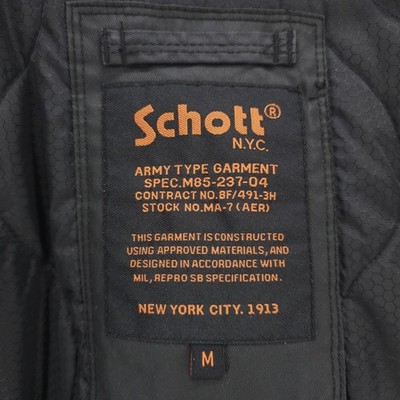 Schott®
N.Y.C.
ARMY TYPE GARMENT
SPEC.M85-237-04
CONTRACT NO.8F/491-3H
STOCK NO.MA-7 (AER)
THIS GARMENT IS CONSTRUCTED
USING APPROVED MATERIALS, AND
DESIGNED IN ACCORDANCE WITH
MIL, REPRO SB SPECIFICATION.
NEW YORK CITY. 1913
M